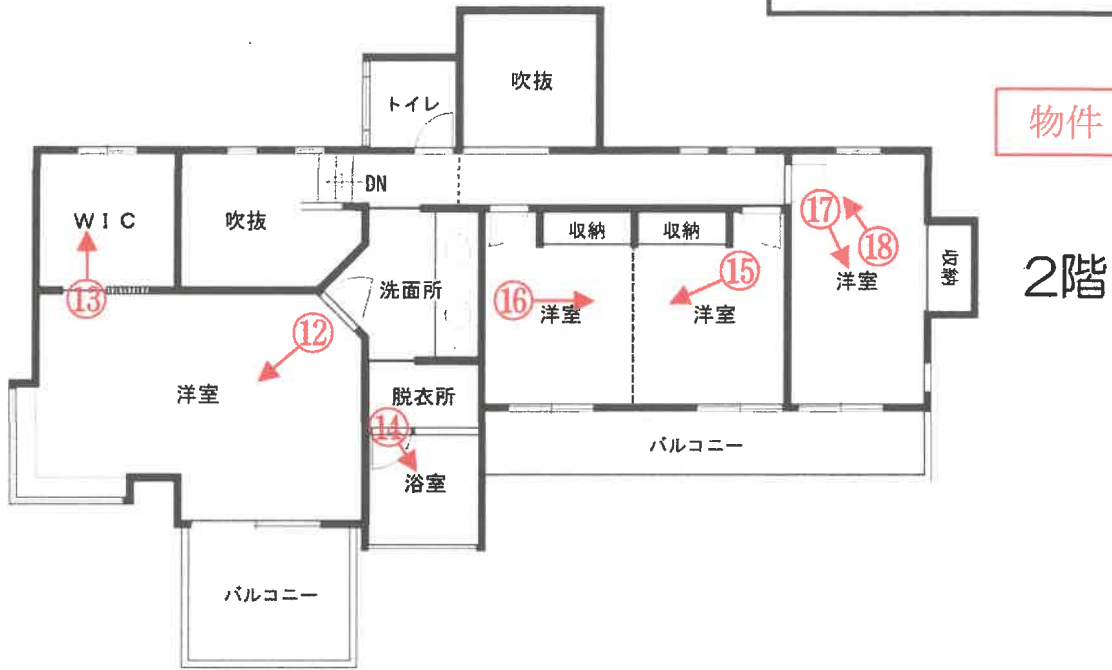 吹抜
トイレ
物件
DN
WIC
吹抜
収納
収納
⑰
⑱
洗面所
⑮
洋室
収納
2階
⑬
⑯
洋室
洋室
⑫
洋室
脱衣所
⑭
バルコニー
浴室
バルコニー